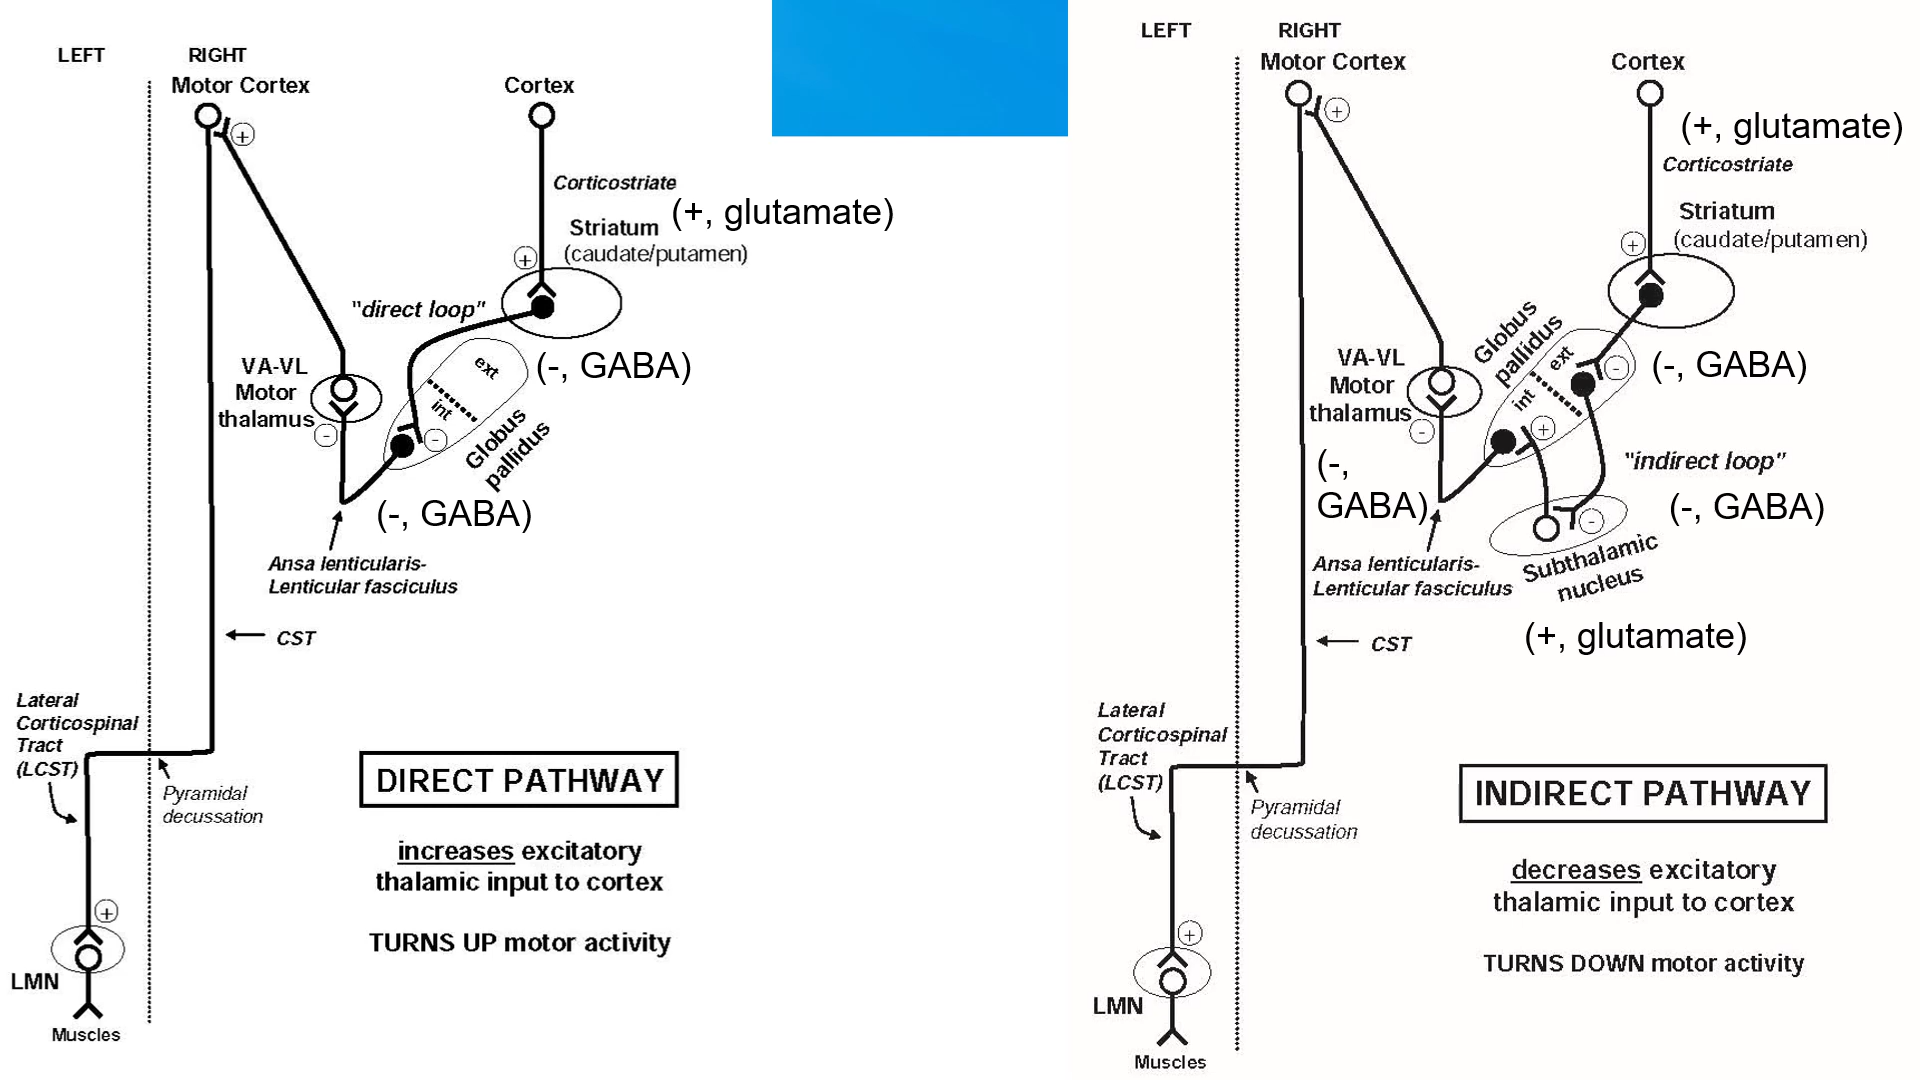 LEFT
RIGHT
Motor Cortex
Cortex
+
Corticostriate
(+, glutamate)
Striatum
(caudate/putamen)
+
"direct loop"
ext
int
(-, GABA)
VA-VL
Motor
thalamus
-
-
Globus
pallidus
(-, GABA)
Ansa lenticularis-
Lenticular fasciculus
CST
Lateral
Corticospinal
Tract
(LCST)
Pyramidal
decussation
DIRECT PATHWAY
increases excitatory
thalamic input to cortex
TURNS UP motor activity
+
LMN
Muscles
LEFT
RIGHT
Motor Cortex
Cortex
+
(+, glutamate)
Corticostriate
Striatum
(caudate/putamen)
+
Globus
pallidus
ext
int
-
(-, GABA)
VA-VL
Motor
thalamus
-
+
(-,
GABA)
"indirect loop"
(-, GABA)
-
Subthalamic
nucleus
Ansa lenticularis-
Lenticular fasciculus
(+, glutamate)
CST
Lateral
Corticospinal
Tract
(LCST)
Pyramidal
decussation
INDIRECT PATHWAY
decreases excitatory
thalamic input to cortex
TURNS DOWN motor activity
+
LMN
Muscles